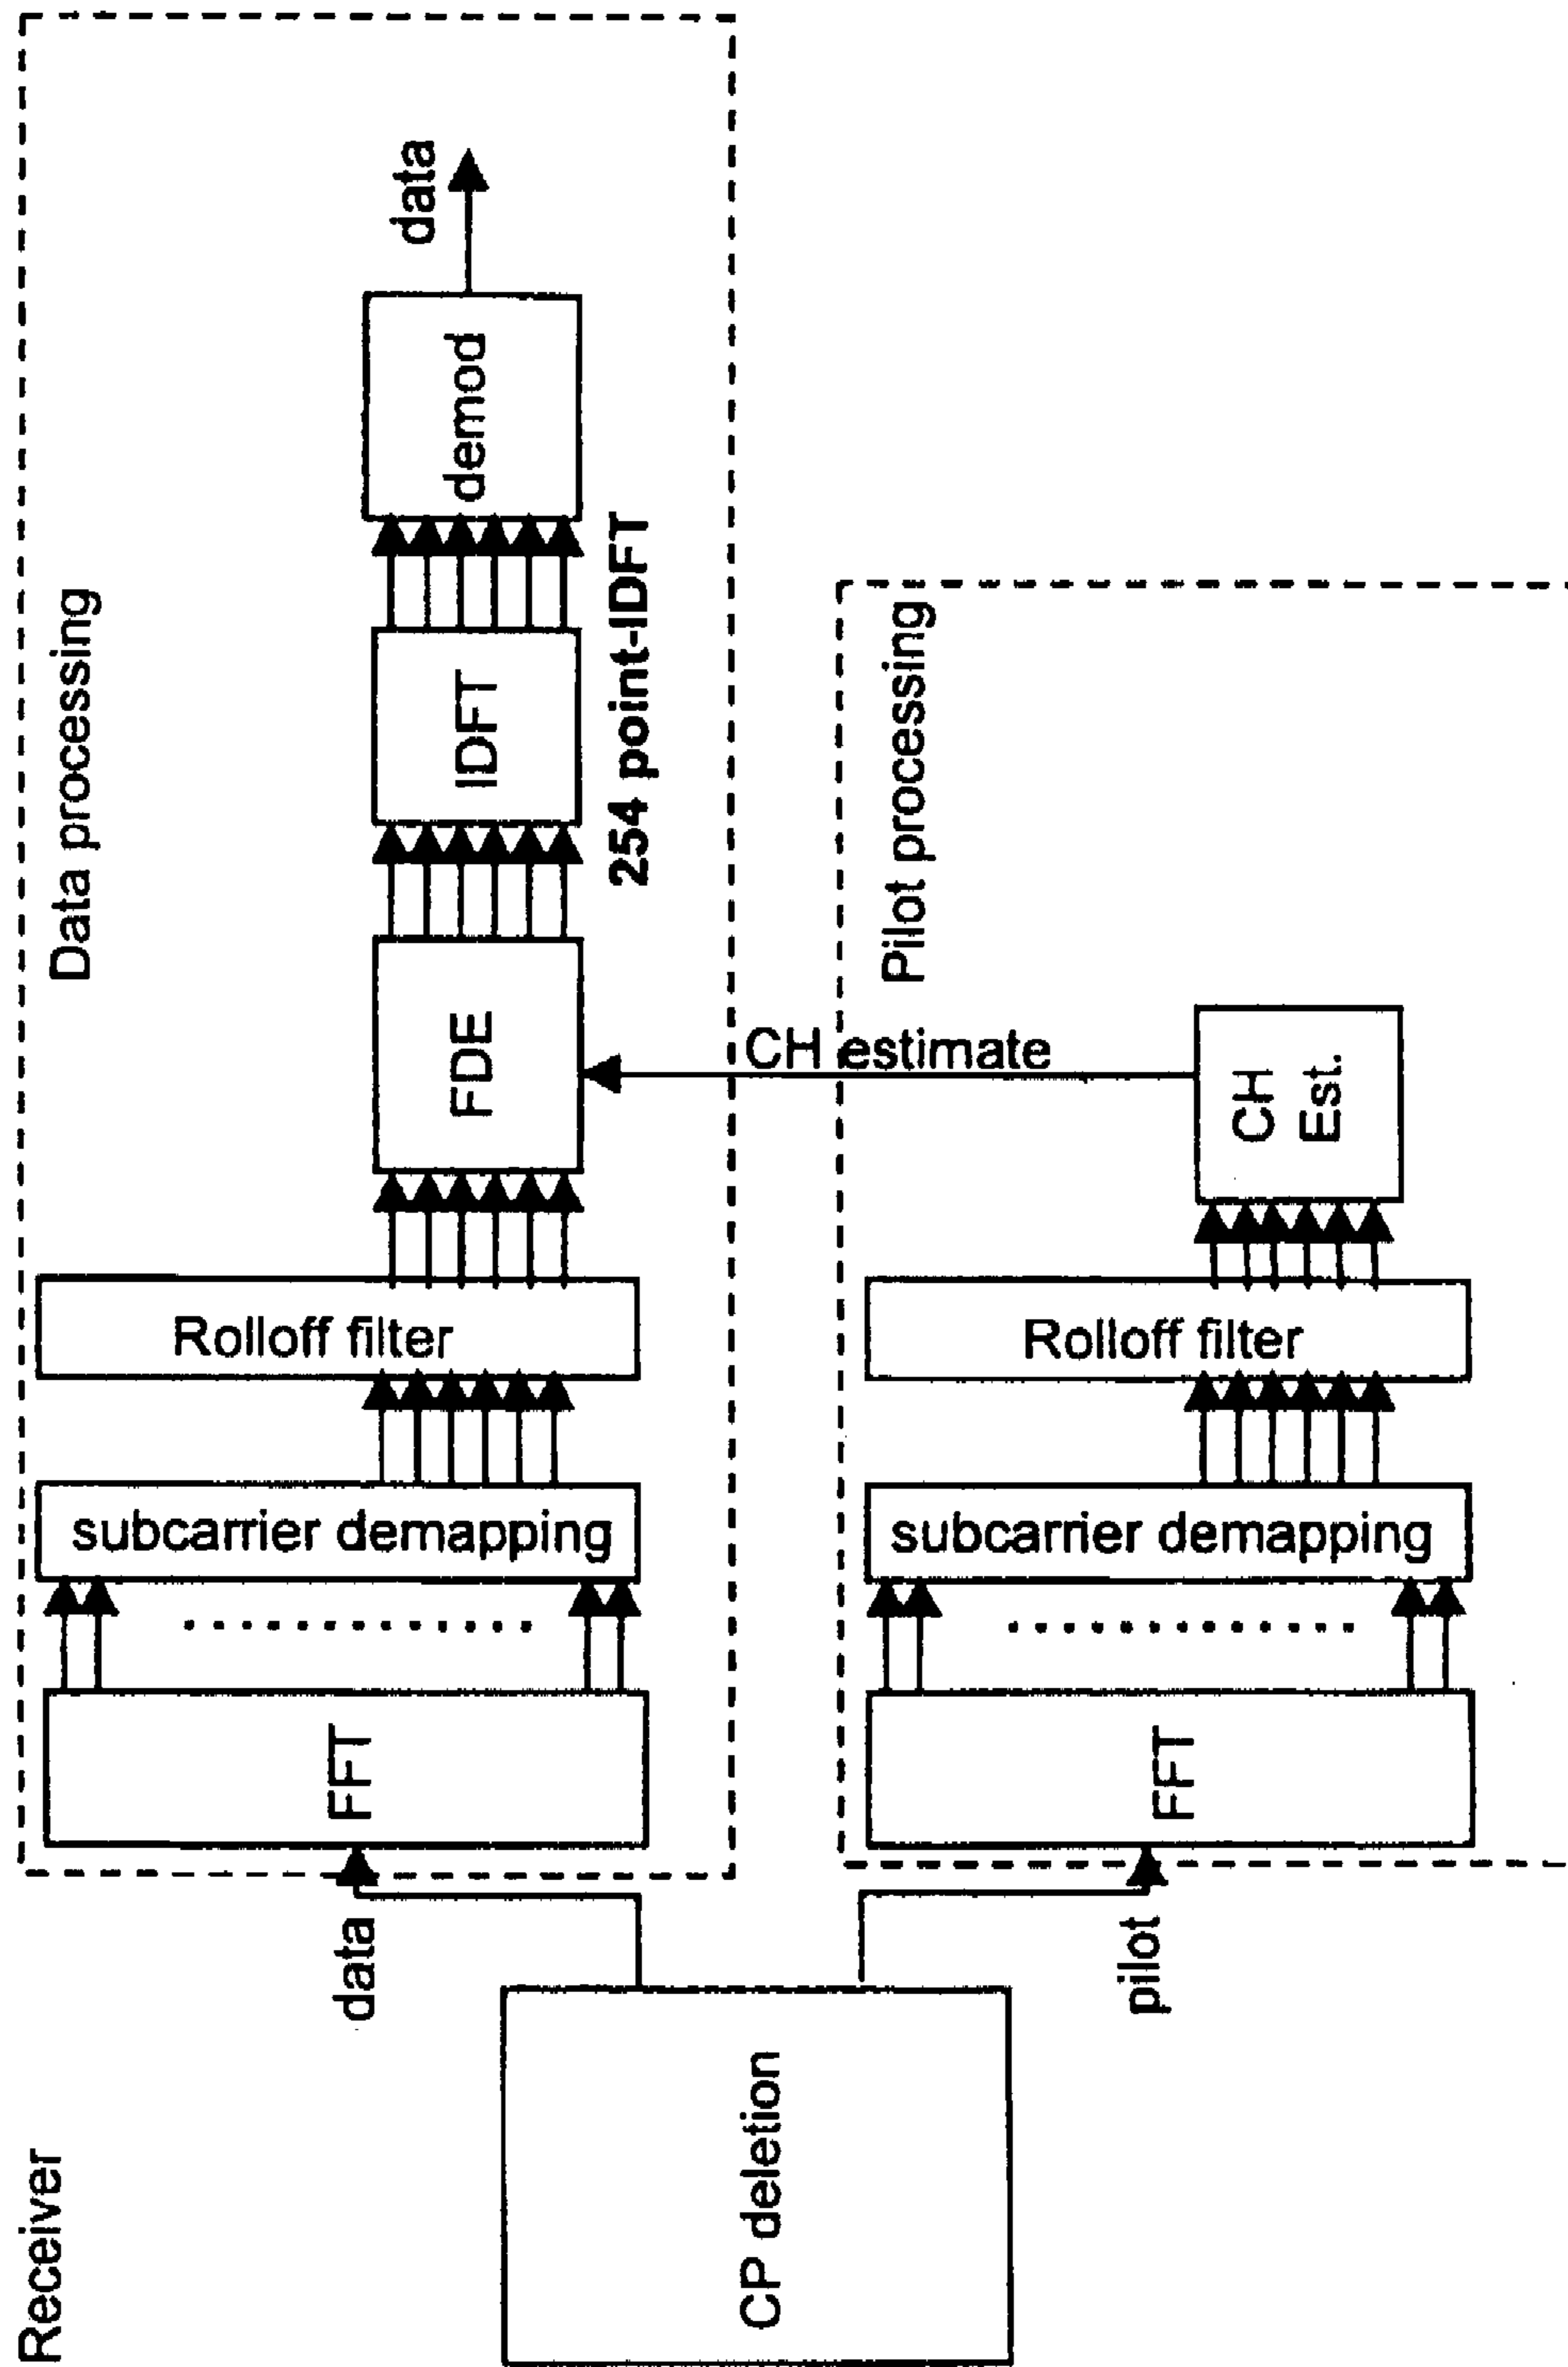 Receiver
CP deletion
data
pilot
Data processing
FFT
subcarrier demapping
Rolloff filter
FDE
IDFT
254 point-IDFT
demod
data
CH estimate
Pilot processing
FFT
subcarrier demapping
Rolloff filter
CH
Est.